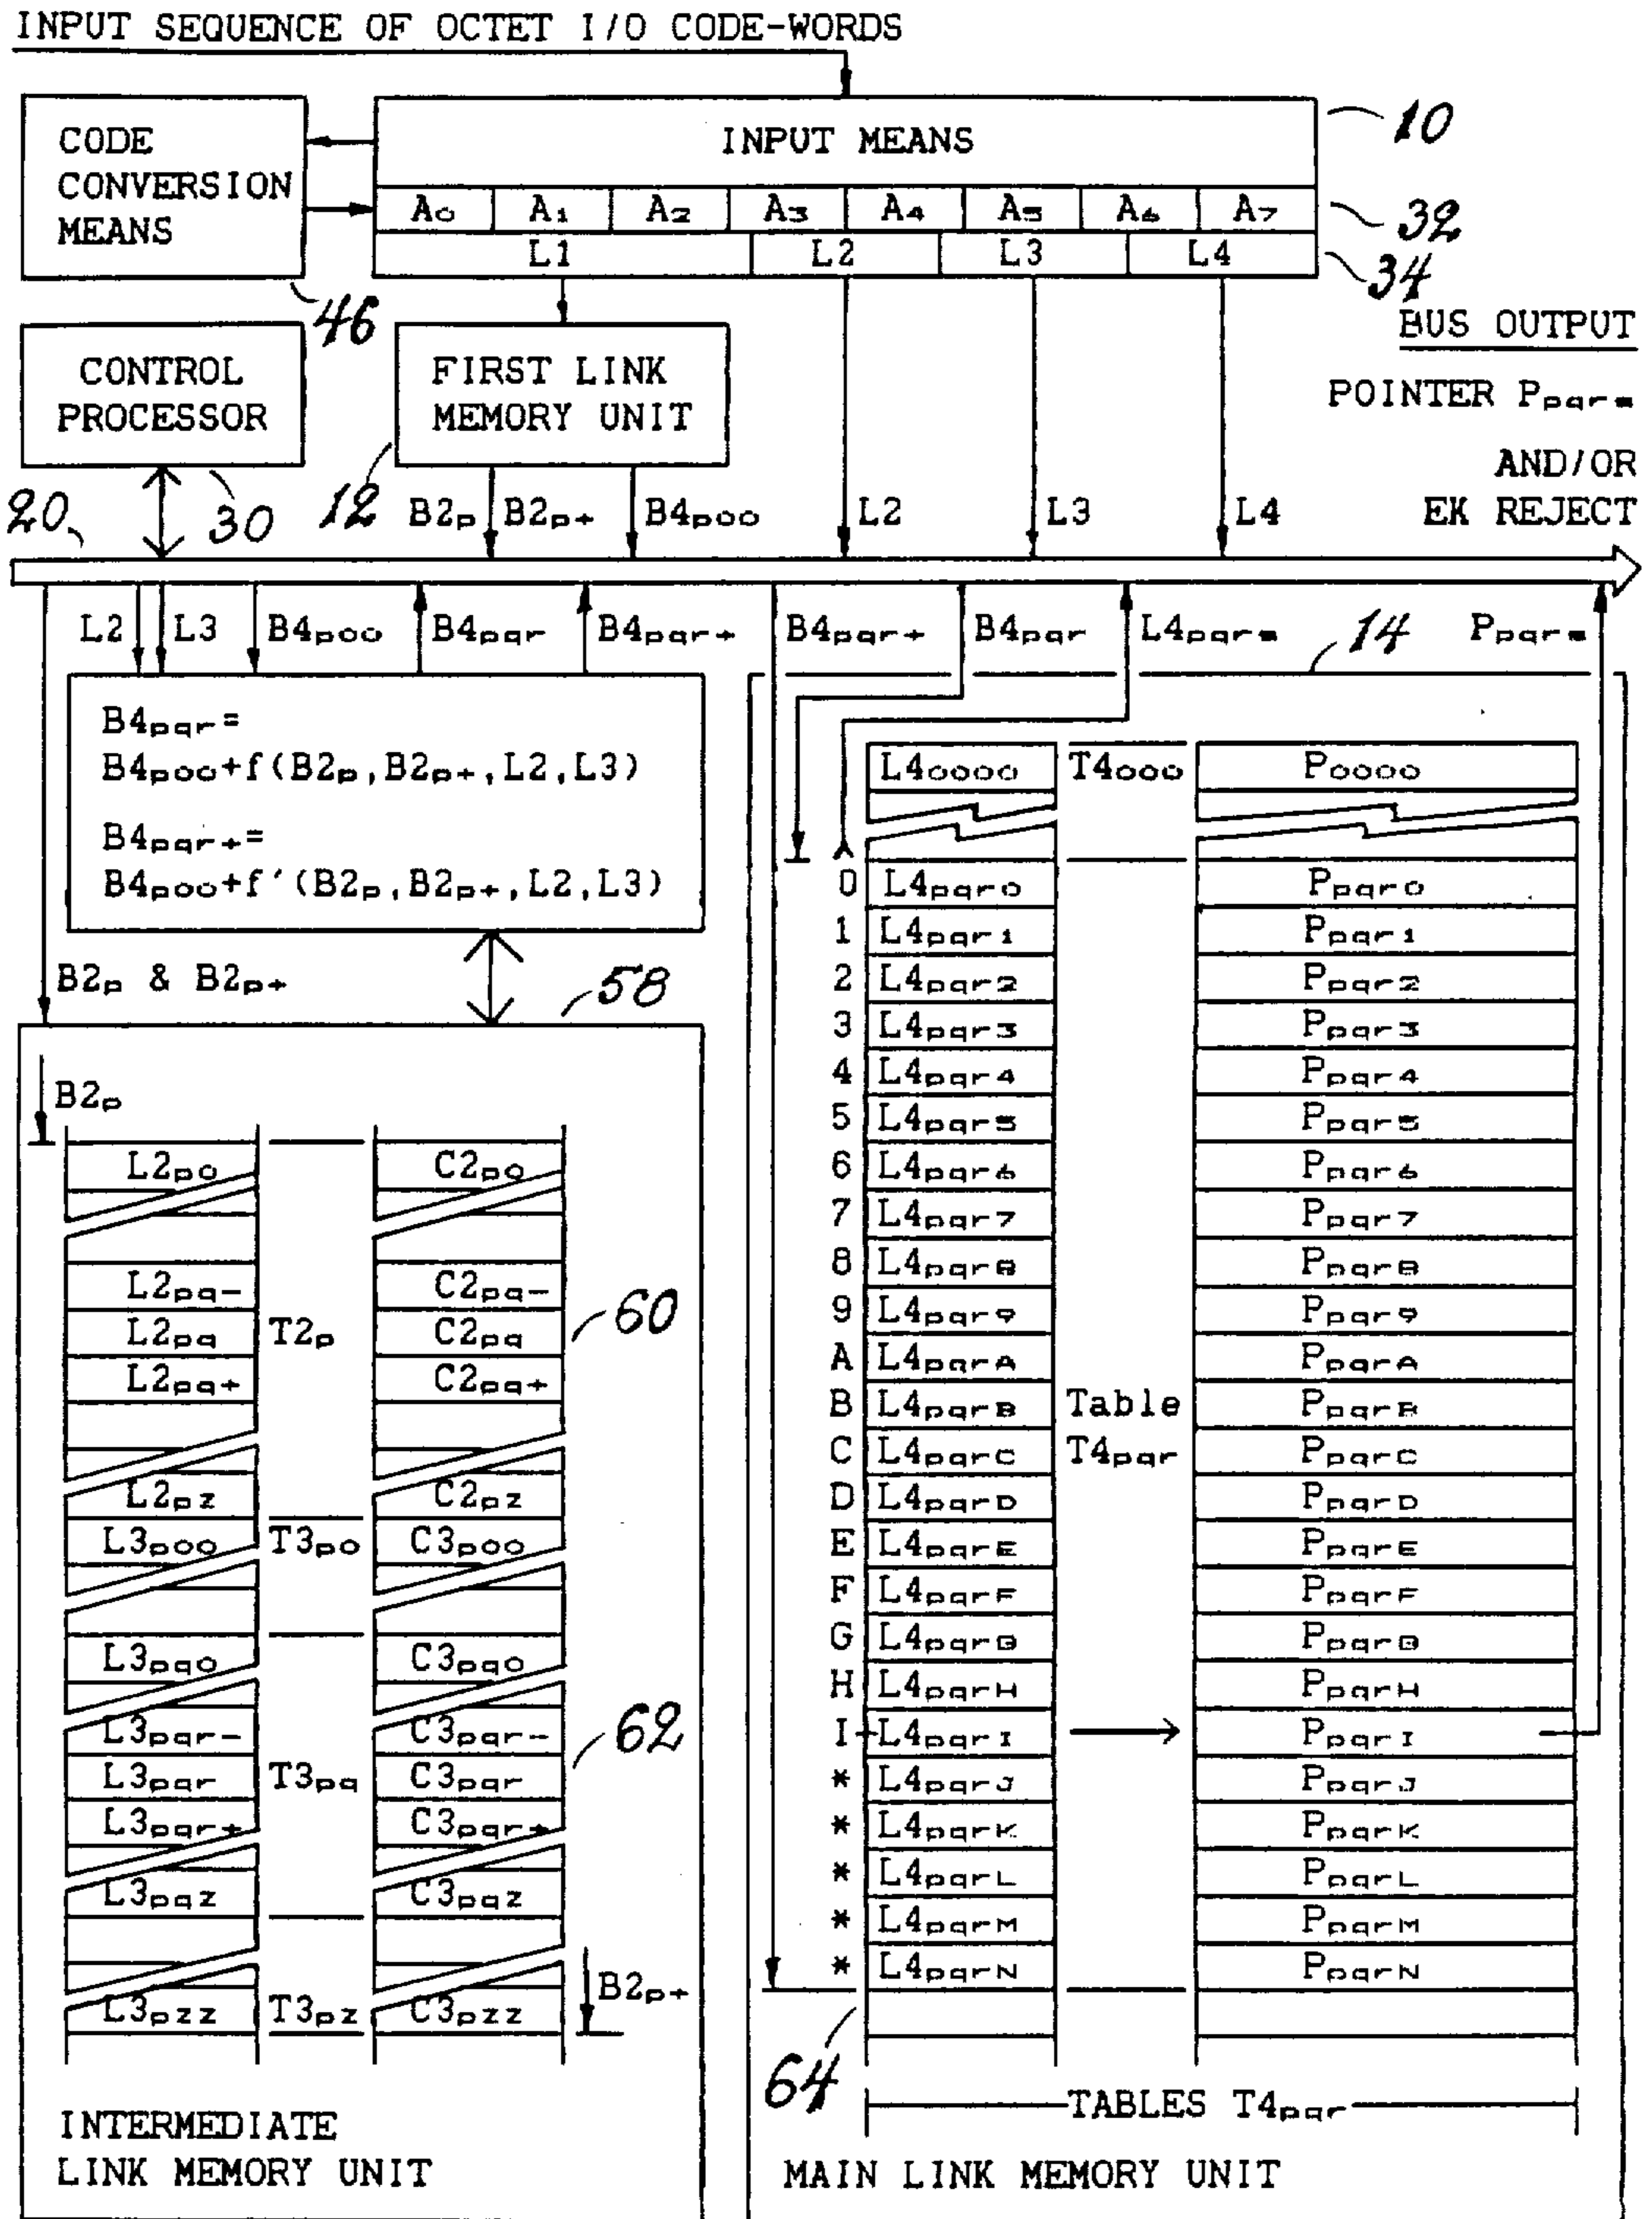 INPUT SEQUENCE OF OCTET I/O CODE-WORDS
CODE
CONVERSION
MEANS
INPUT MEANS
10
A0 A1 A2 A3 A4 A5 A6 A7
32
L1 L2 L3 L4
34
46
BUS OUTPUT
CONTROL
PROCESSOR
FIRST LINK
MEMORY UNIT
POINTER Ppqrm
AND/OR
EK REJECT
20 30 12 B2p B2p+ B4poo L2 L3 L4
L2 L3 B4poo B4pqr B4pqr+ B4pqr+ B4pqr L4pqrm 14 Ppqrm
B4pqr=
B4poo+f(B2p,B2p+,L2,L3)
B4pqr+=
B4poo+f'(B2p,B2p+,L2,L3)
B2p & B2p+
58
B2p
L2po C2po
L2pq- C2pq-
L2pq T2p C2pq
60
L2pq+ C2pq+
L2pz C2pz
L3poo T3po C3poo
L3pqo C3pqo
L3pqr- C3pqr-
62
L3pqr T3pq C3pqr
L3pqr+ C3pqr+
L3pqz C3pqz
B2p+
L3pzz T3pz C3pzz
INTERMEDIATE
LINK MEMORY UNIT
L4oooo T4ooo Poooo
0 L4pqro Ppqro
1 L4pqr1 Ppqr1
2 L4pqr2 Ppqr2
3 L4pqr3 Ppqr3
4 L4pqr4 Ppqr4
5 L4pqr5 Ppqr5
6 L4pqr6 Ppqr6
7 L4pqr7 Ppqr7
8 L4pqr8 Ppqr8
9 L4pqr9 Ppqr9
A L4pqrA PpqrA
B L4pqrB Table PpqrB
C L4pqrC T4pqr PpqrC
D L4pqrD PpqrD
E L4pqrE PpqrE
F L4pqrF PpqrF
G L4pqrG PpqrG
H L4pqrH PpqrH
I L4pqrI PpqrI
* L4pqrJ PpqrJ
* L4pqrK PpqrK
* L4pqrL PpqrL
* L4pqrM PpqrM
* L4pqrN PpqrN
64
TABLES T4pqr
MAIN LINK MEMORY UNIT